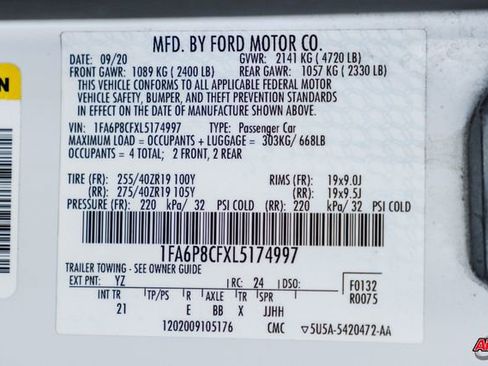 MFD. BY FORD MOTOR CO.
09/20 GVWR: 2141 KG ( 4720 LB)
FRONT GAWR: 1089 KG ( 2400 LB) REAR GAWR: 1057 KG ( 2330 LB)
THIS VEHICLE CONFORMS TO ALL APPLICABLE FEDERAL MOTOR
VEHICLE SAFETY, BUMPER, AND THEFT PREVENTION STANDARDS
IN EFFECT ON THE DATE OF MANUFACTURE SHOWN ABOVE.
VIN: 1FA6P8CFXL5174997 TYPE: Passenger Car
MAXIMUM LOAD = OCCUPANTS + LUGGAGE = 303KG/ 668LB
OCCUPANTS = 4 TOTAL; 2 FRONT, 2 REAR
TIRE (FR): 255/40ZR19 100Y RIMS (FR): 19x9.0J
(RR): 275/40ZR19 105Y (RR): 19x9.5J
PRESSURE (FR): 220 kPa/ 32 PSI COLD (RR): 220 kPa/ 32 PSI COLD
1FA6P8CFXL5174997
TRAILER TOWING - SEE OWNER GUIDE
EXT PNT: YZ RC: 24 DSO: F0132
R0075
INT TR TP/PS R AXLE TR SPR
21 E BB X JJHH
1202009105176 CMC 5U5A-5420472-AA